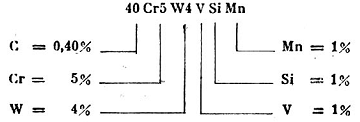 40 Cr5 W4 V Si Mn
C = 0,40% Mn = 1%
Cr = 5% Si = 1%
W = 4% V = 1%